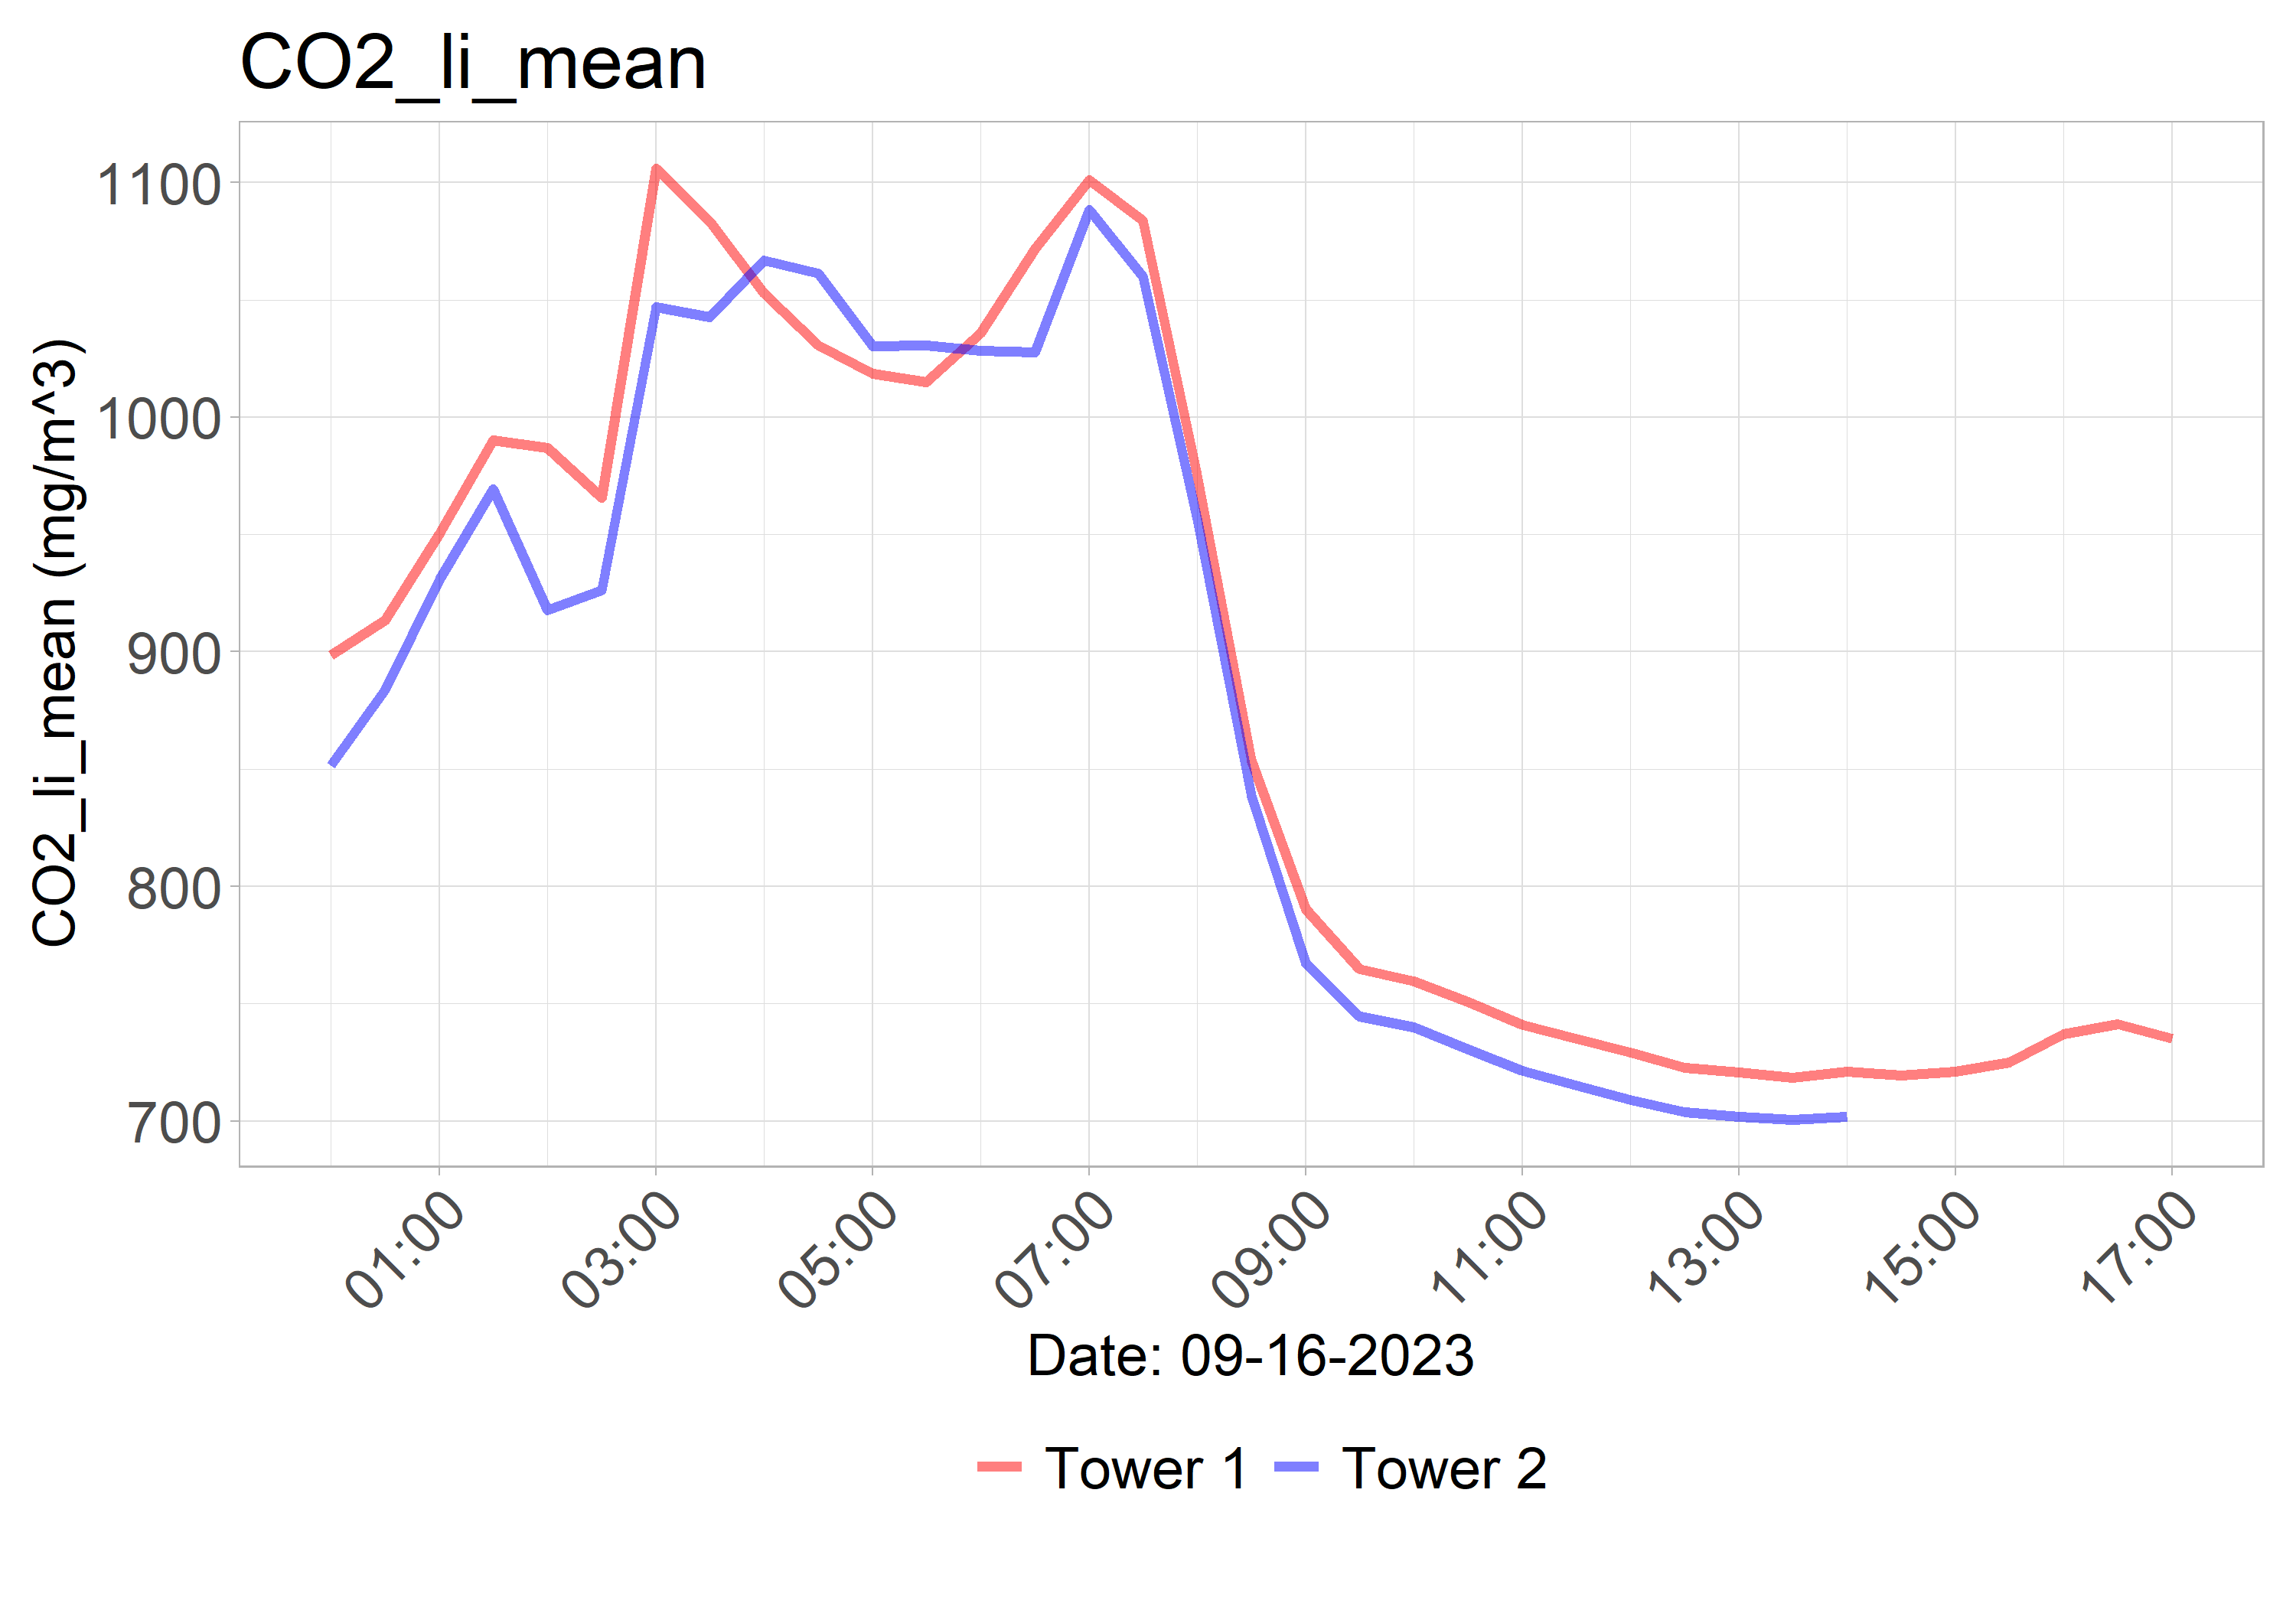 CO2_li_mean
CO2_li_mean (mg/m^3)
1100
1000
900
800
700
01:00 03:00 05:00 07:00 09:00 11:00 13:00 15:00 17:00
Date: 09-16-2023
Tower 1 Tower 2